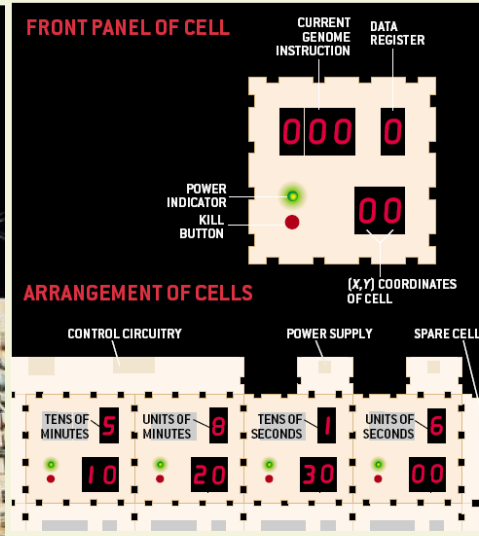 FRONT PANEL OF CELL
CURRENT
GENOME
INSTRUCTION
DATA
REGISTER
000
0
POWER
INDICATOR
KILL
BUTTON
00
(X,Y) COORDINATES
OF CELL
ARRANGEMENT OF CELLS
CONTROL CIRCUITRY
POWER SUPPLY
SPARE CELL
TENS OF
MINUTES
5
UNITS OF
MINUTES
8
TENS OF
SECONDS
1
UNITS OF
SECONDS
6
10
20
30
00